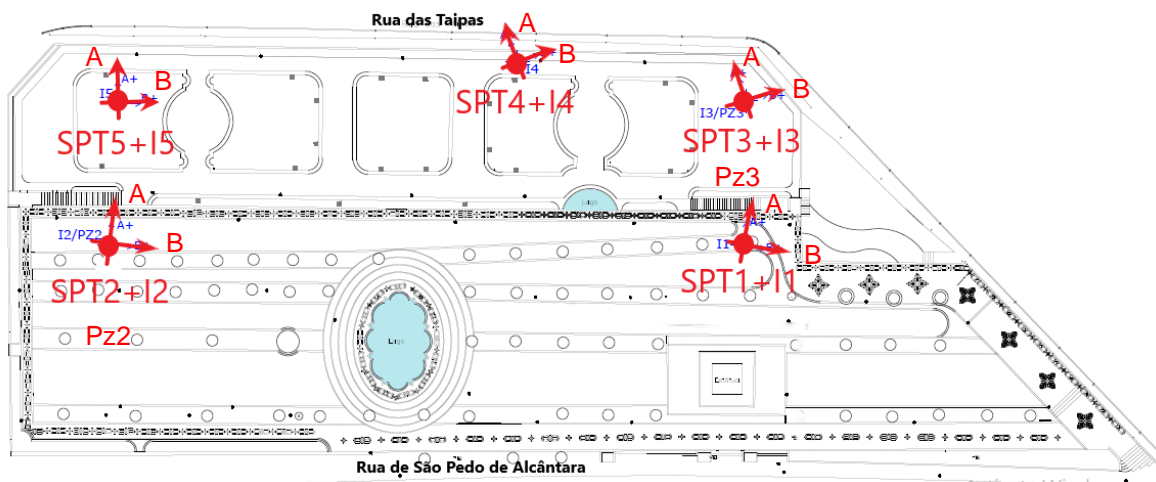 Rua das Taipas
A
B
I4
SPT4+I4
A
A+
I5
B+
B
SPT5+I5
A
B
I3/PZ3
SPT3+I3
Pz3
Lago
A
A+
I2/PZ2
B
SPT2+I2
A
A+
I1
B+
B
SPT1+I1
Pz2
Lago
Rua de São Pedo de Alcântara